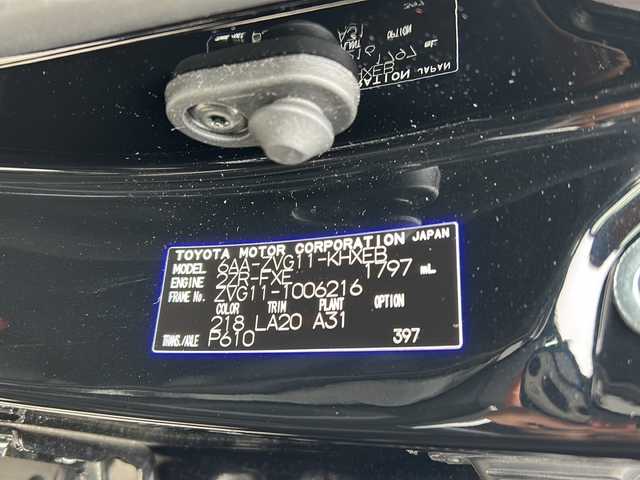 TOYOTA MOTOR CORPORATION JAPAN
MODEL 6AA-ZVG11-KHXEB
ENGINE 2ZR-FXE 1797 mL
FRAME No. ZVG11-1006216
COLOR TRIM PLANT OPTION
218 LA20 A31
TRANS./AXLE P610 397